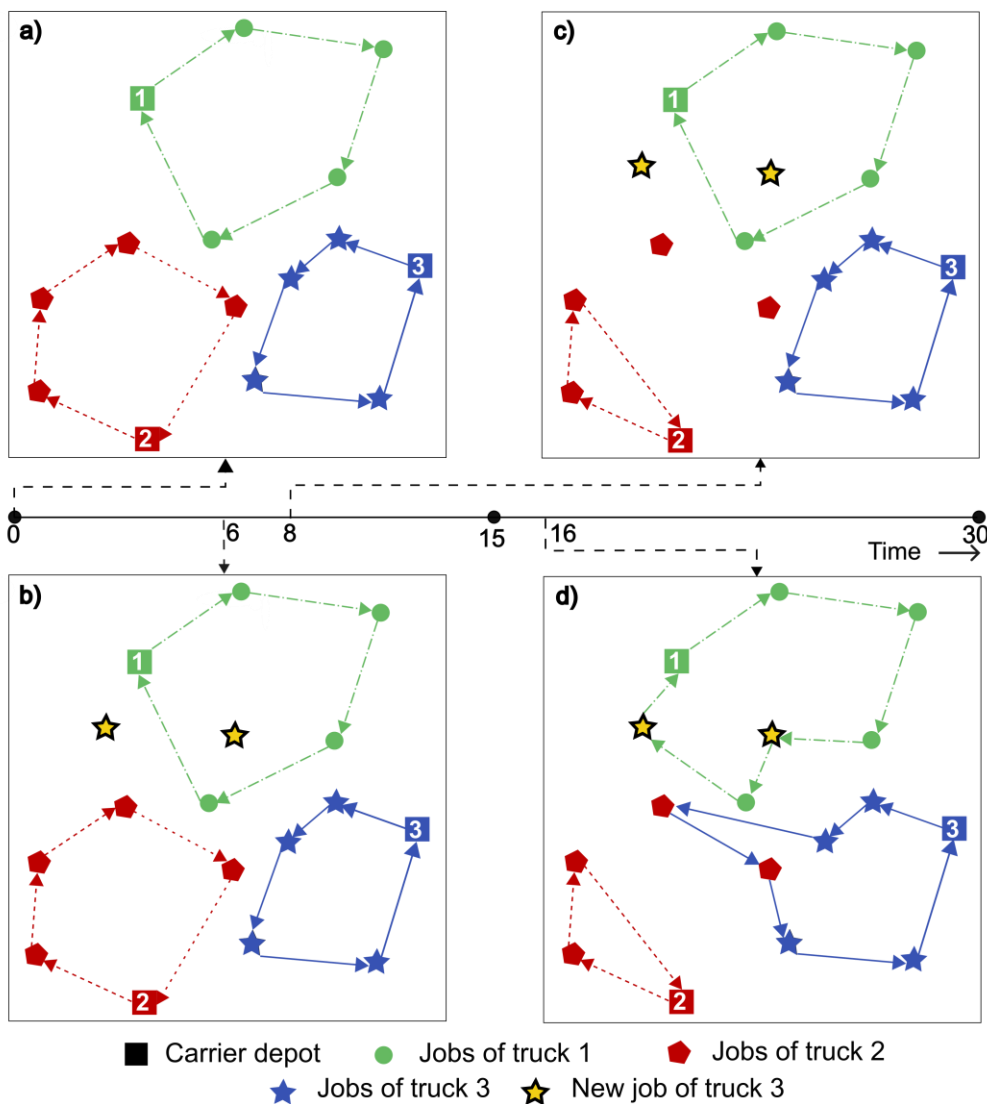 a)
c)
1
1
3
3
2
2
0
6
8
15
16
30
Time
b)
d)
1
1
3
3
2
2
Carrier depot
Jobs of truck 1
Jobs of truck 2
Jobs of truck 3
New job of truck 3